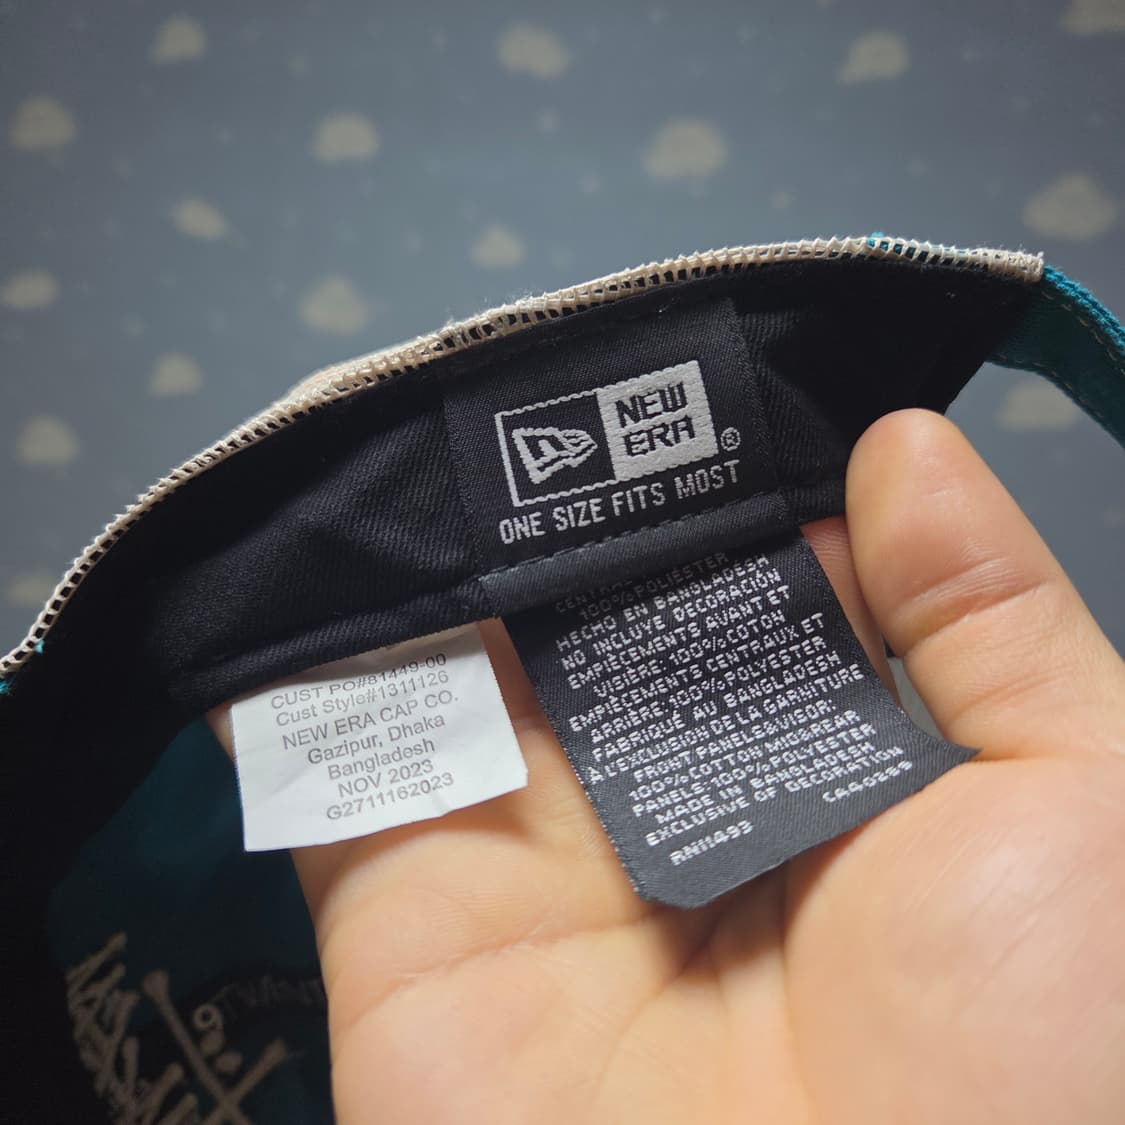 NEW
ERA
®
ONE SIZE FITS MOST
CUST PO#81449-00
Cust Style#1311126
NEW ERA CAP CO.
Gazipur, Dhaka
Bangladesh
NOV 2023
G2711162023
100%POLIÉSTER
HECHO EN BANGLADESH
NO INCLUYE DECORACIÓN
EMPIÈCEMENTS AVANT ET
VISIÈRE: 100% COTON
EMPIÈCEMENTS CENTRAUX ET
ARRIÈRE: 100% POLYESTER
FABRIQUÉ AU BANGLADESH
À L'EXCLUSION DE LA GARNITURE
FRONT PANEL&VISOR:
100%COTTON/MID&REAR
PANELS:100%POLYESTER
MADE IN BANGLADESH
EXCLUSIVE OF DECORATION
RN11493